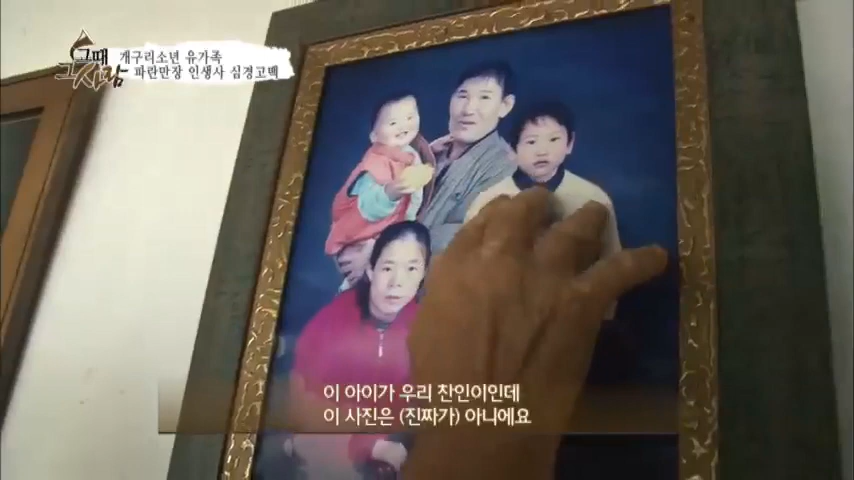 그때
그 사람
개구리소년 유가족
파란만장 인생사 심경고백
이 아이가 우리 찬인이인데
이 사진은 (진짜가) 아니에요